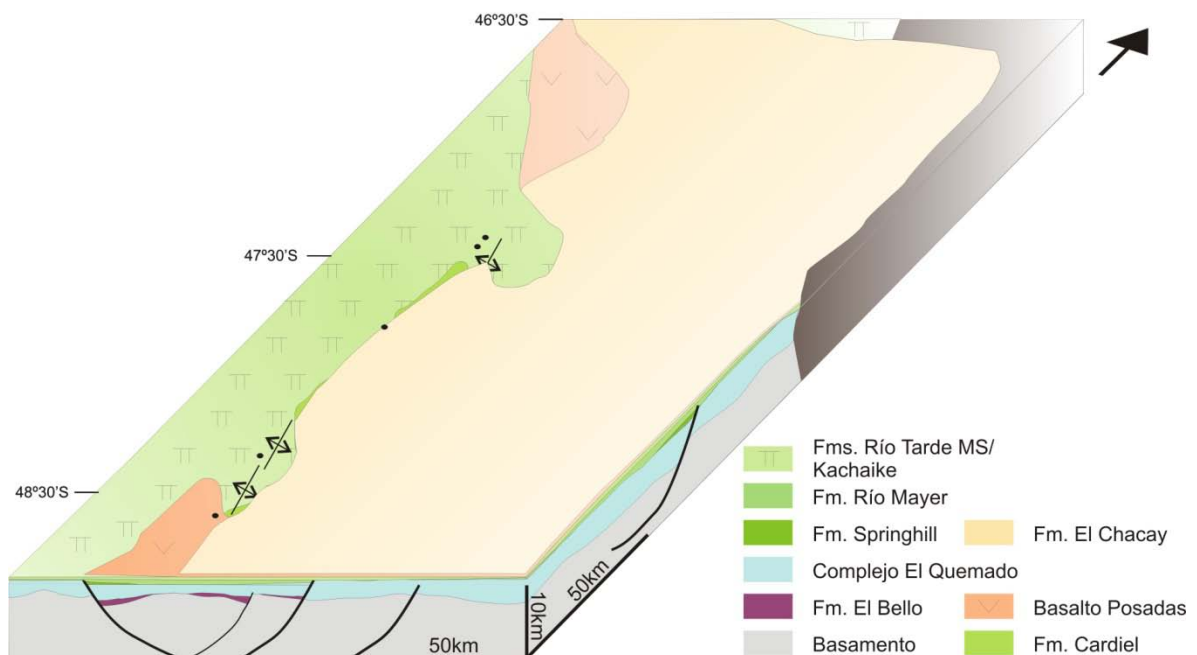 46º30'S
47º30'S
48º30'S
50km
10km
50km
Fms. Río Tarde MS/
Kachaike
Fm. Río Mayer
Fm. Springhill
Complejo El Quemado
Fm. El Bello
Basamento
Fm. El Chacay
Basalto Posadas
Fm. Cardiel